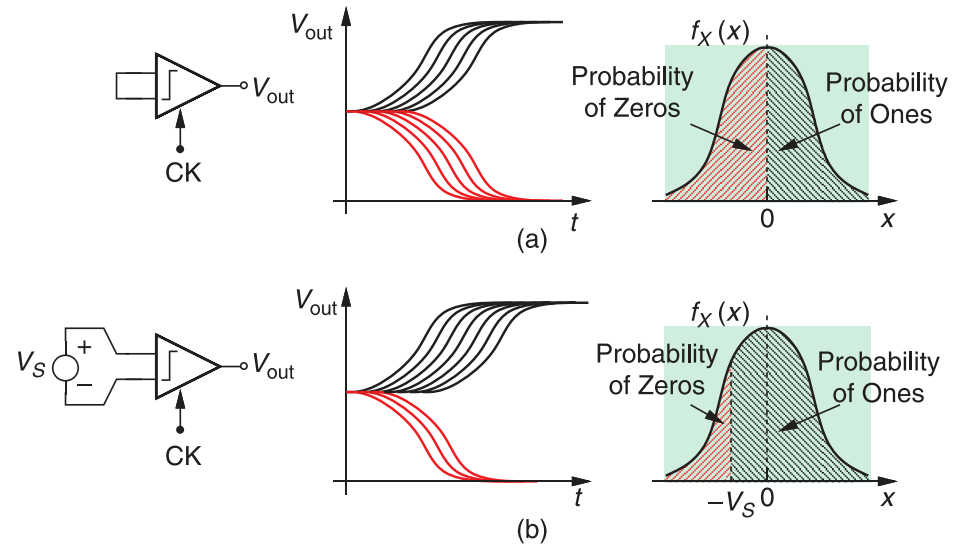 V_out
CK
V_out
t
f_X (x)
Probability
of Zeros
Probability
of Ones
0
x
(a)
V_S
+
−
V_out
CK
V_out
t
f_X (x)
Probability
of Zeros
Probability
of Ones
−V_S 0
x
(b)